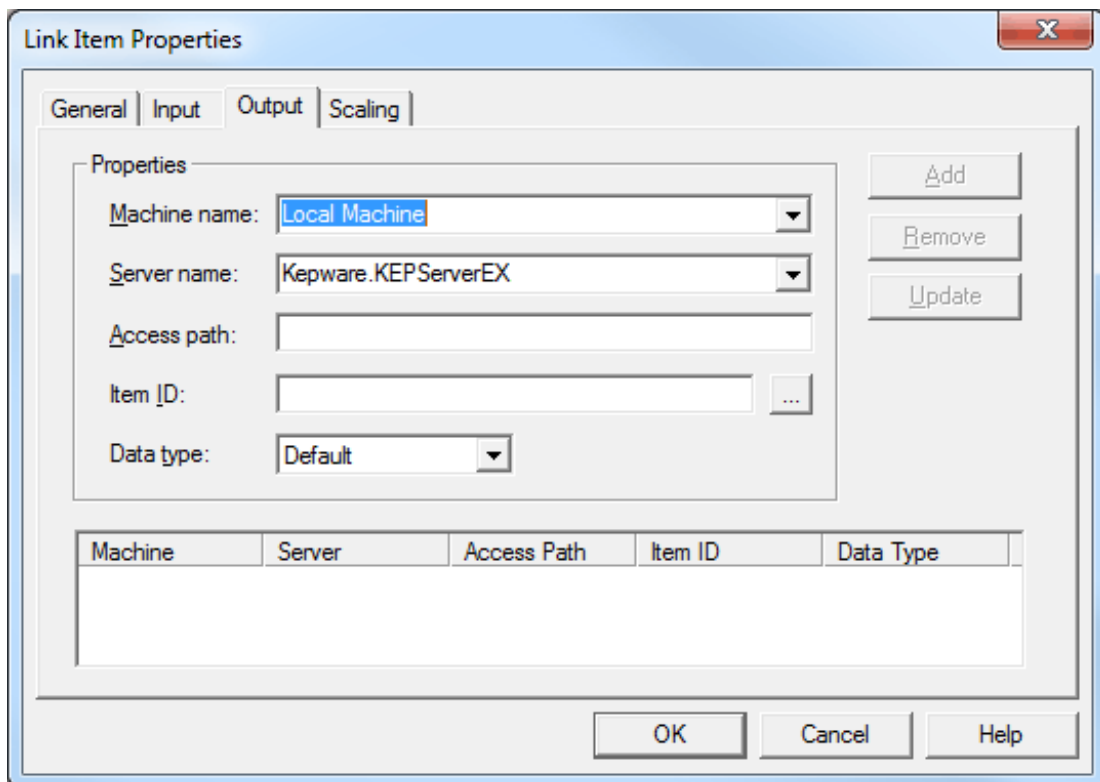 Link Item Properties
General Input Output Scaling
Properties
Machine name: Local Machine
Add
Remove
Server name: Kepware.KEPServerEX
Update
Access path:
Item ID: ...
Data type: Default
Machine Server Access Path Item ID Data Type
OK Cancel Help